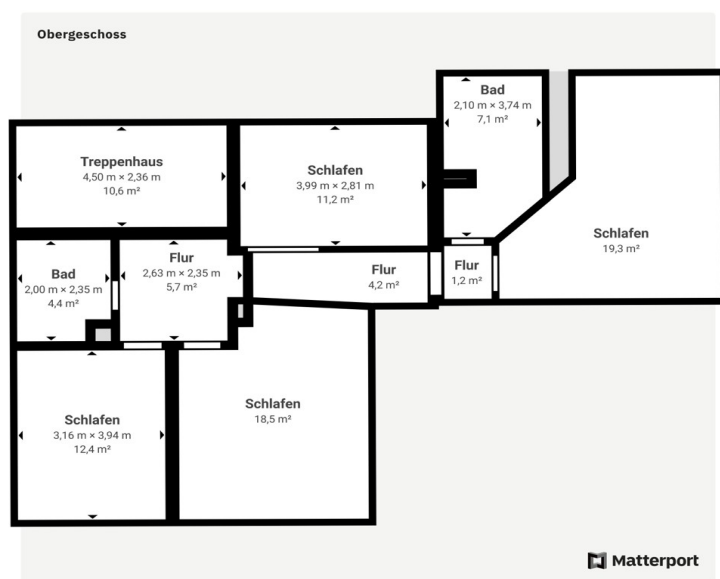 Obergeschoss
Bad
2,10 m × 3,74 m
7,1 m²
Treppenhaus
4,50 m × 2,36 m
10,6 m²
Schlafen
3,99 m × 2,81 m
11,2 m²
Schlafen
19,3 m²
Flur
2,63 m × 2,35 m
5,7 m²
Flur
4,2 m²
Flur
1,2 m²
Bad
2,00 m × 2,35 m
4,4 m²
Schlafen
18,5 m²
Schlafen
3,16 m × 3,94 m
12,4 m²
Matterport